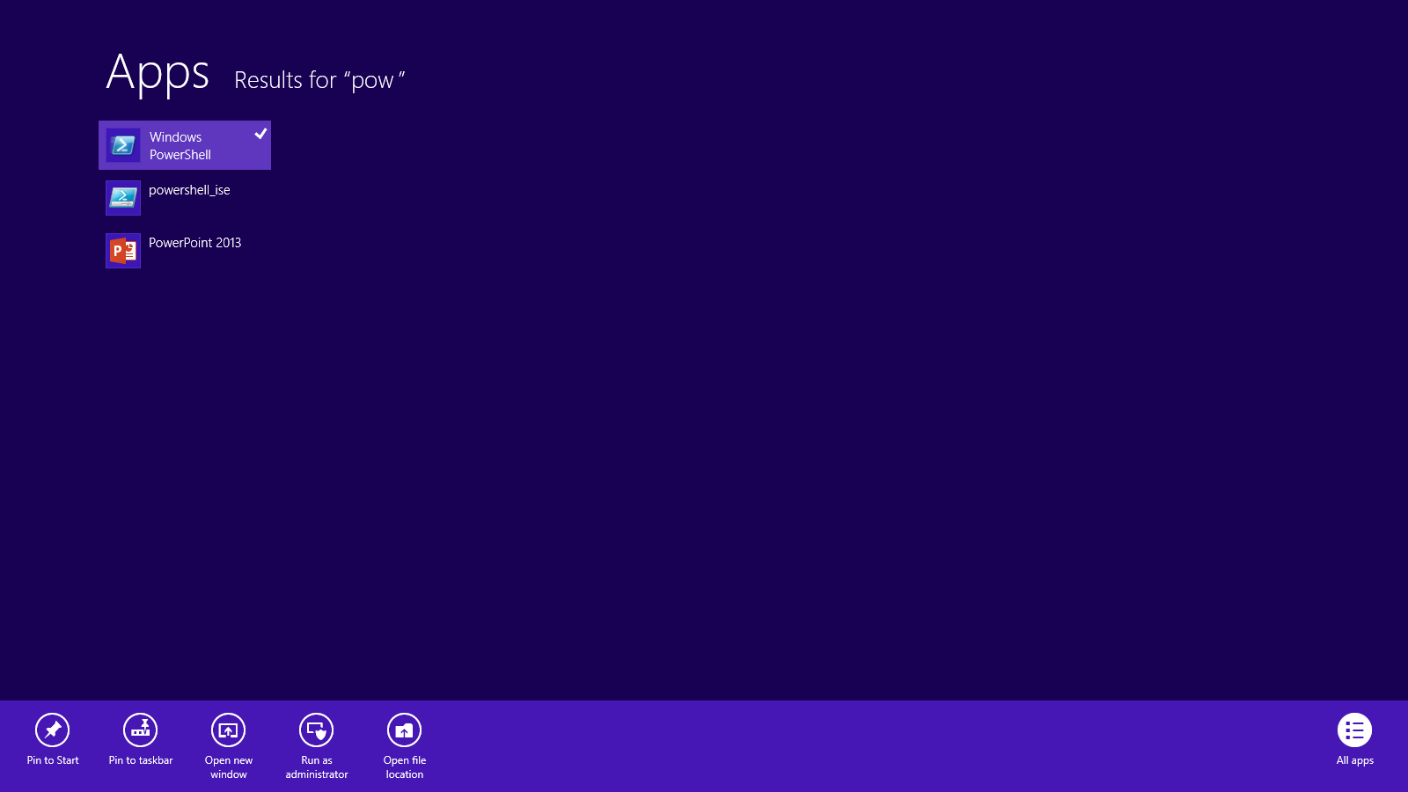 Apps Results for “pow”
Windows
PowerShell
powershell_ise
PowerPoint 2013
Pin to Start
Pin to taskbar
Open new
window
Run as
administrator
Open file
location
All apps